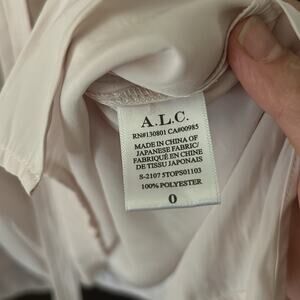 A.L.C.
RN#130801 CA#00985
MADE IN CHINA OF
JAPANESE FABRIC/
FABRIQUÉ EN CHINE
DE TISSU JAPONAIS
S-2107 5TOPS01103
100% POLYESTER
0